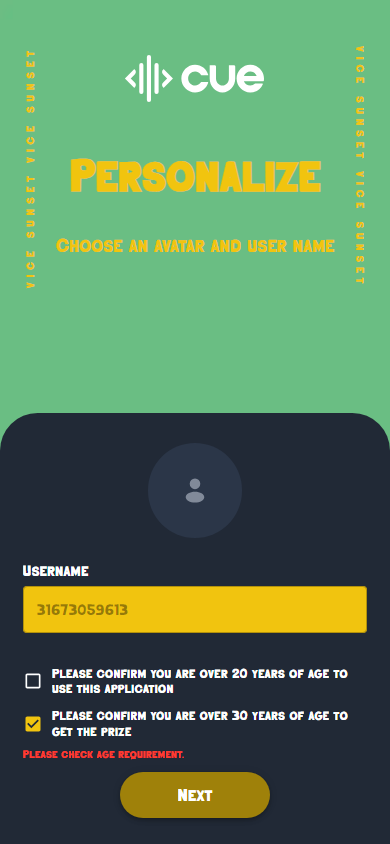 cue
VICE SUNSET VICE SUNSET
VICE SUNSET VICE SUNSET
Personalize
Choose an avatar and user name
Username
31673059613
Please confirm you are over 20 years of age to
use this application
Please confirm you are over 30 years of age to
get the prize
Please check age requirement.
Next